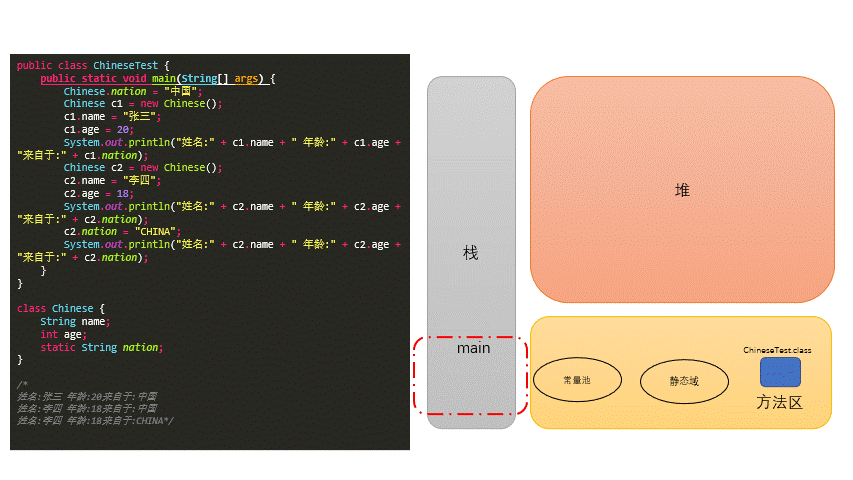 public class ChineseTest {
public static void main(String[] args) {
Chinese.nation = "中国";
Chinese c1 = new Chinese();
c1.name = "张三";
c1.age = 20;
System.out.println("姓名:" + c1.name + " 年龄:" + c1.age +
"来自于:" + c1.nation);
Chinese c2 = new Chinese();
c2.name = "李四";
c2.age = 18;
System.out.println("姓名:" + c2.name + " 年龄:" + c2.age +
"来自于:" + c2.nation);
c2.nation = "CHINA";
System.out.println("姓名:" + c2.name + " 年龄:" + c2.age +
"来自于:" + c2.nation);
}
}
class Chinese {
String name;
int age;
static String nation;
}
/*
姓名:张三 年龄:20来自于:中国
姓名:李四 年龄:18来自于:中国
姓名:李四 年龄:18来自于:CHINA*/
栈
main
堆
常量池
静态域
ChineseTest.class
方法区